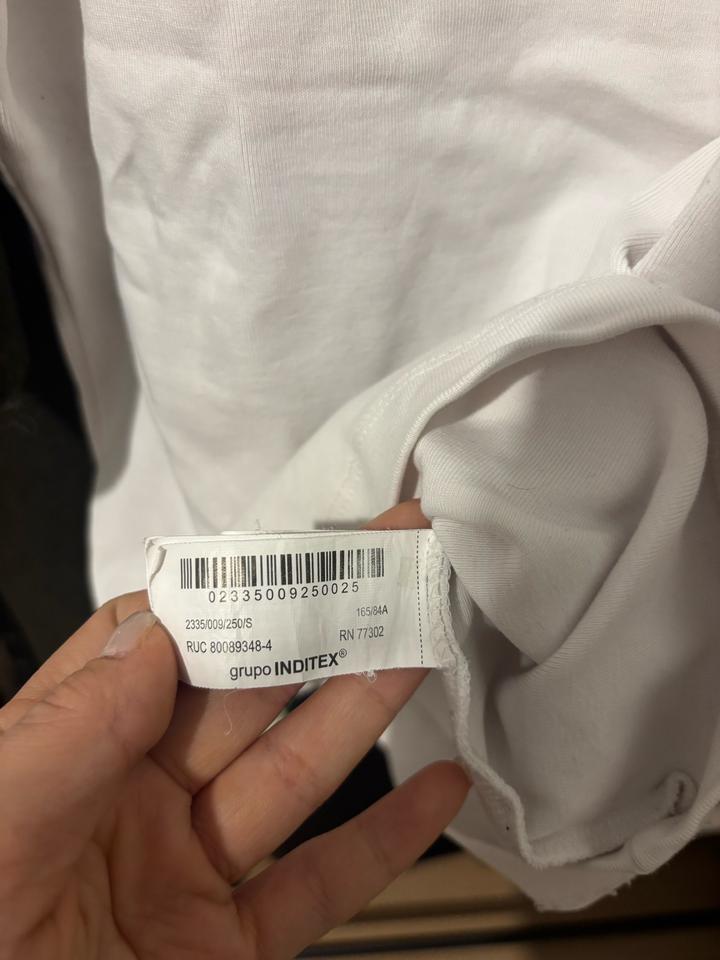 02335009250025
2335/009/250/S 165/84A
RUC 80089348-4 RN 77302
grupo INDITEX®